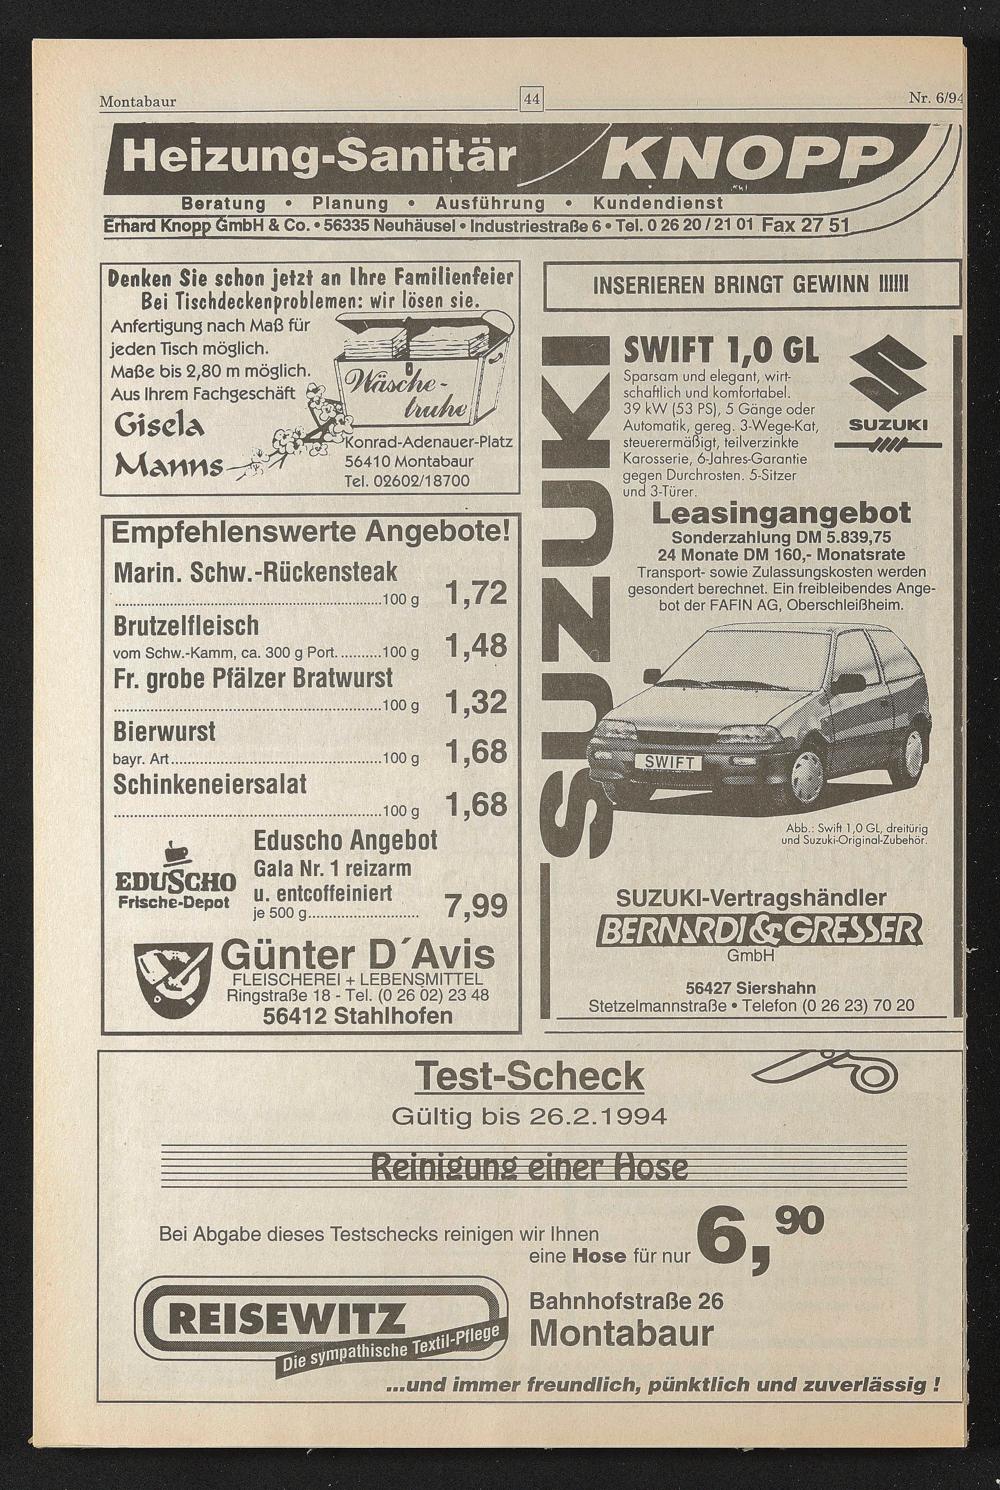 Montabaur
44
Nr. 6/94
Heizung-Sanitär KNOPP
Beratung • Planung • Ausführung • Kundendienst
Erhard Knopp GmbH & Co. • 56335 Neuhäusel • Industriestraße 6 • Tel. 0 26 20 / 21 01 Fax 27 51
Denken Sie schon jetzt an Ihre Familienfeier
Bei Tischdeckenproblemen: wir lösen sie.
Anfertigung nach Maß für
jeden Tisch möglich.
Maße bis 2,80 m möglich.
Aus Ihrem Fachgeschäft
Gisela
Manns
Wäsche-
truhe
Konrad-Adenauer-Platz
56410 Montabaur
Tel. 02602/18700
Empfehlenswerte Angebote!
Marin. Schw.-Rückensteak
100 g 1,72
Brutzelfleisch
vom Schw.-Kamm, ca. 300 g Port. 100 g 1,48
Fr. grobe Pfälzer Bratwurst
100 g 1,32
Bierwurst
bayr. Art 100 g 1,68
Schinkeneiersalat
100 g 1,68
EDUSCHO
Frische-Depot
Eduscho Angebot
Gala Nr. 1 reizarm
u. entcoffeiniert
je 500 g 7,99
Günter D´Avis
FLEISCHEREI + LEBENSMITTEL
Ringstraße 18 - Tel. (0 26 02) 23 48
56412 Stahlhofen
INSERIEREN BRINGT GEWINN !!!!!!
SUZUKI
SWIFT 1,0 GL
Sparsam und elegant, wirt-
schaftlich und komfortabel.
39 kW (53 PS), 5 Gänge oder
Automatik, gereg. 3-Wege-Kat,
steuerermäßigt, teilverzinkte
Karosserie, 6-Jahres-Garantie
gegen Durchrosten. 5-Sitzer
und 3-Türer.
SUZUKI
Leasingangebot
Sonderzahlung DM 5.839,75
24 Monate DM 160,- Monatsrate
Transport- sowie Zulassungskosten werden
gesondert berechnet. Ein freibleibendes Ange-
bot der FAFIN AG, Oberschleißheim.
SWIFT
Abb.: Swift 1,0 GL, dreitürig
und Suzuki-Original-Zubehör.
SUZUKI-Vertragshändler
BERNARDI & GRESSER
GmbH
56427 Siershahn
Stetzelmannstraße • Telefon (0 26 23) 70 20
Test-Scheck
Gültig bis 26.2.1994
Reinigung einer Hose
Bei Abgabe dieses Testschecks reinigen wir Ihnen
eine Hose für nur 6,90
REISEWITZ
Die sympathische Textil-Pflege
Bahnhofstraße 26
Montabaur
...und immer freundlich, pünktlich und zuverlässig !